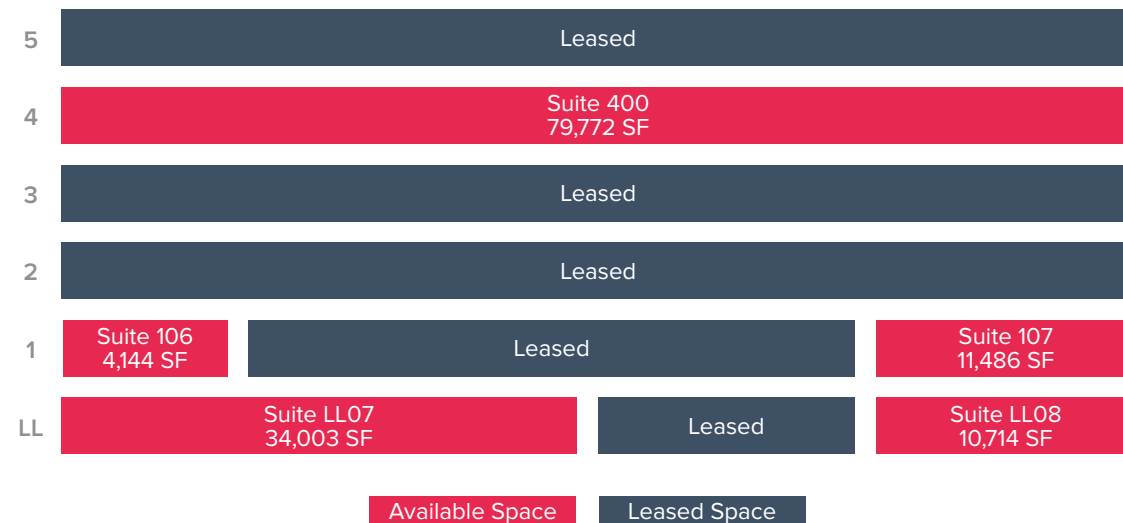 5
Leased
4
Suite 400
79,772 SF
3
Leased
2
Leased
1
Suite 106
4,144 SF
Leased
Suite 107
11,486 SF
LL
Suite LL07
34,003 SF
Leased
Suite LL08
10,714 SF
Available Space
Leased Space